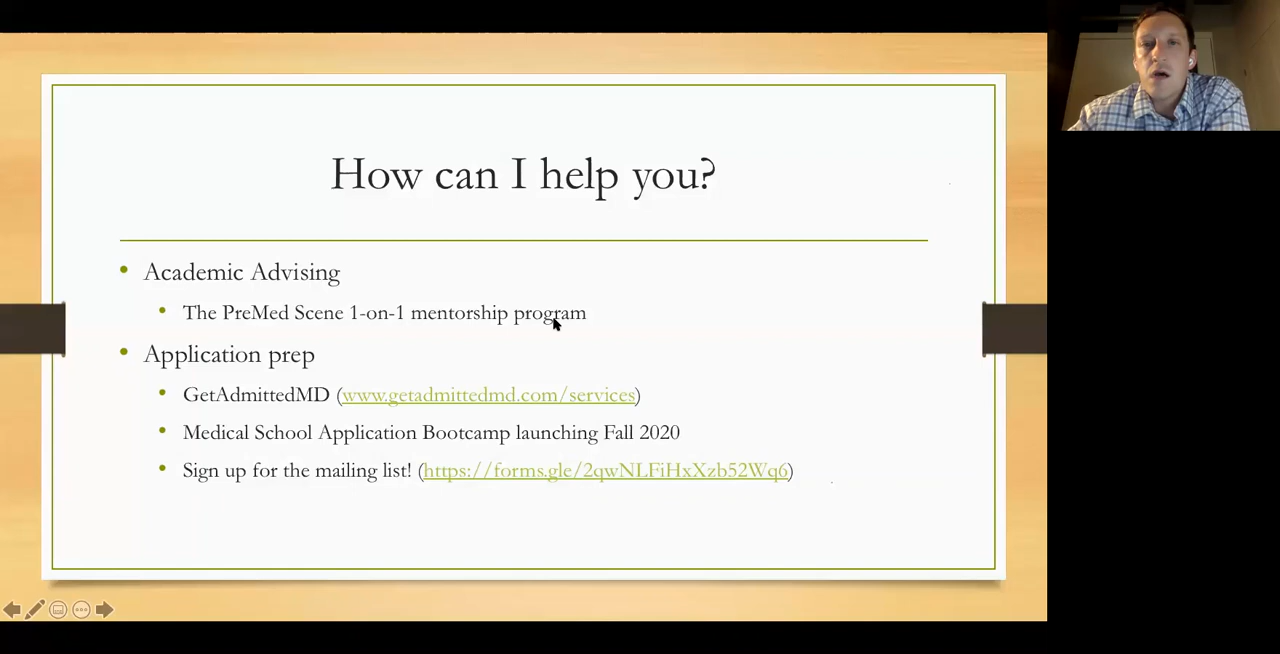 How can I help you?
Academic Advising
The PreMed Scene 1-on-1 mentorship program
Application prep
GetAdmittedMD (www.getadmittedmd.com/services)
Medical School Application Bootcamp launching Fall 2020
Sign up for the mailing list! (https://forms.gle/2qwNLFiHxXzb52Wq6)